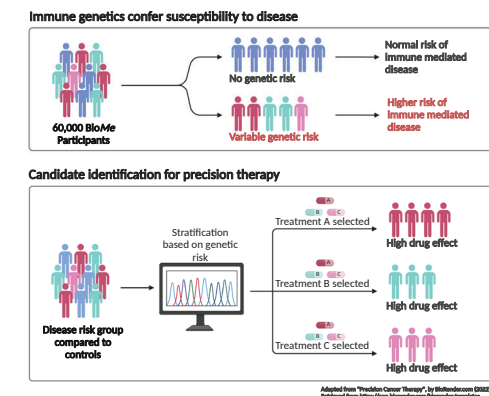 Immune genetics confer susceptibility to disease
60,000 BioMe
Participants
No genetic risk
Variable genetic risk
Normal risk of
immune mediated
disease
Higher risk of
immune mediated
disease
Candidate identification for precision therapy
Disease risk group
compared to
controls
Stratification
based on genetic
risk
A
B C
Treatment A selected
High drug effect
A
B C
Treatment B selected
High drug effect
A
B C
Treatment C selected
High drug effect
Adapted from "Precision Cancer Therapy", by BioRender.com (2022)